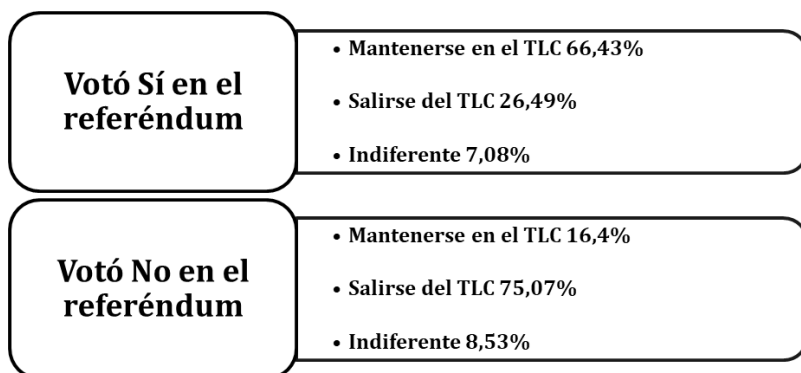 Votó Sí en el
referéndum
• Mantenerse en el TLC 66,43%
• Salirse del TLC 26,49%
• Indiferente 7,08%
Votó No en el
referéndum
• Mantenerse en el TLC 16,4%
• Salirse del TLC 75,07%
• Indiferente 8,53%